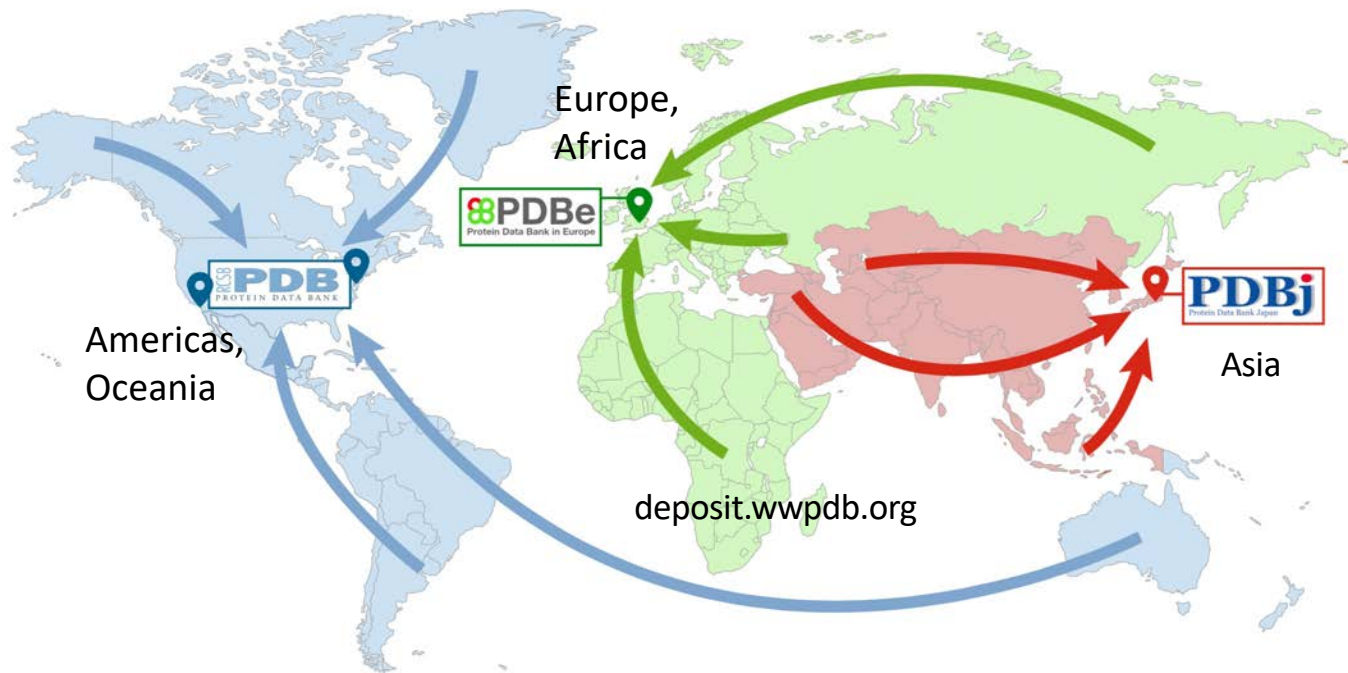 Europe,
Africa
PDBe
Protein Data Bank in Europe
RCSB
PDB
PROTEIN DATA BANK
PDBj
Protein Data Bank Japan
Americas,
Oceania
Asia
deposit.wwpdb.org